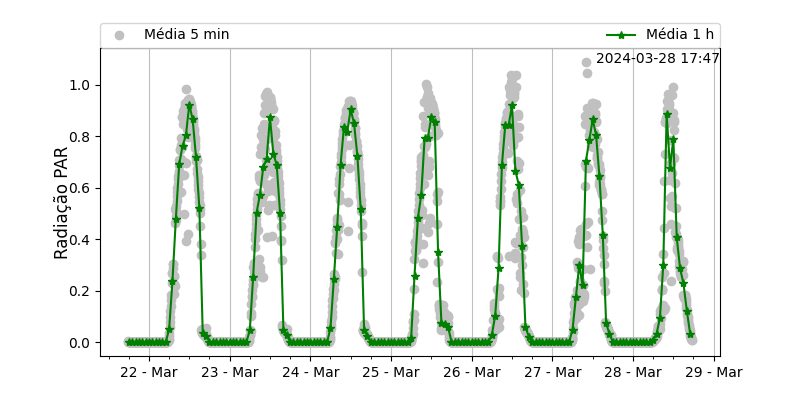 Média 5 min
Média 1 h
2024-03-28 17:47
Radiação PAR
1.0
0.8
0.6
0.4
0.2
0.0
22 - Mar
23 - Mar
24 - Mar
25 - Mar
26 - Mar
27 - Mar
28 - Mar
29 - Mar